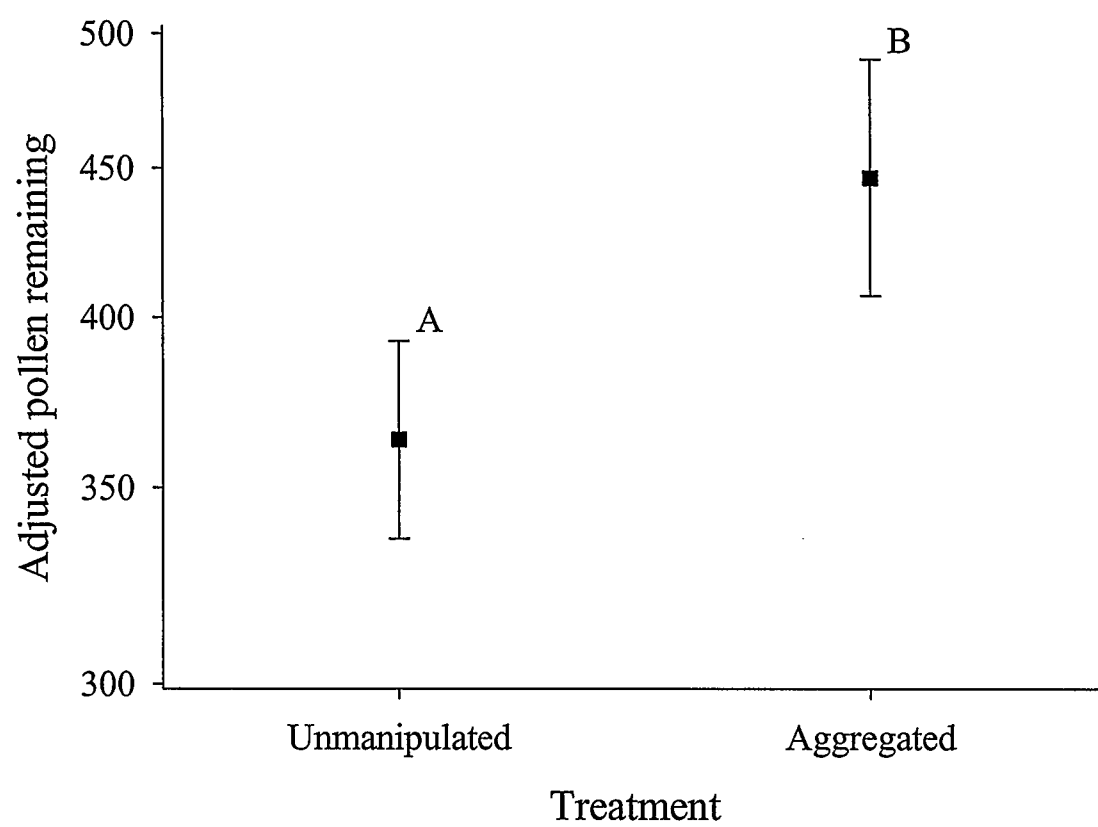 500
B
450
400
A
350
300
Adjusted pollen remaining
Unmanipulated Aggregated
Treatment